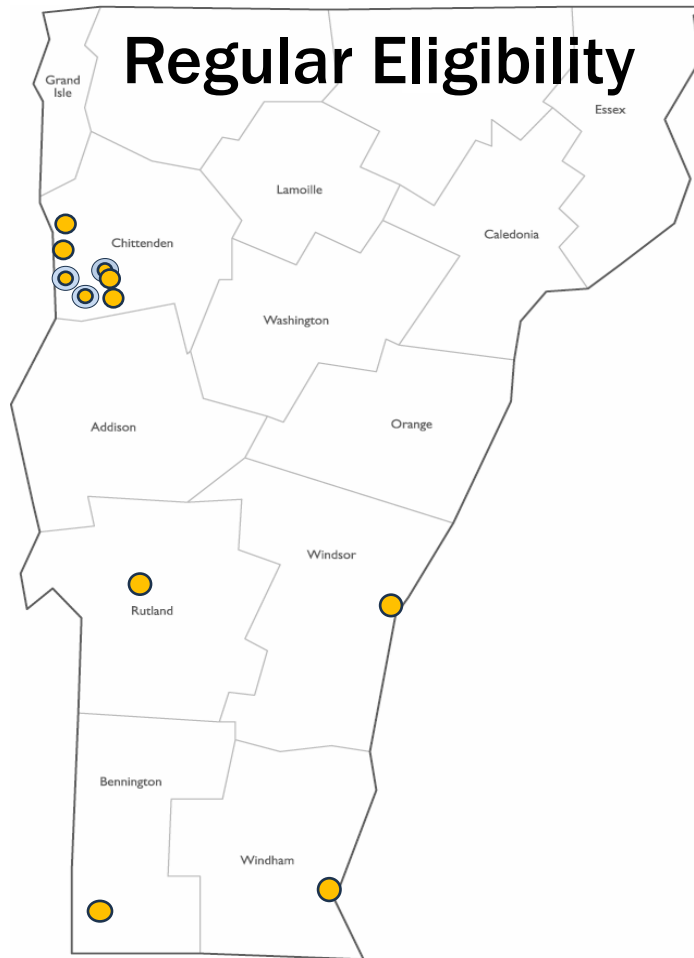 Regular Eligibility
Grand
Isle
Essex
Lamoille
Chittenden
Caledonia
Washington
Addison
Orange
Windsor
Rutland
Bennington
Windham